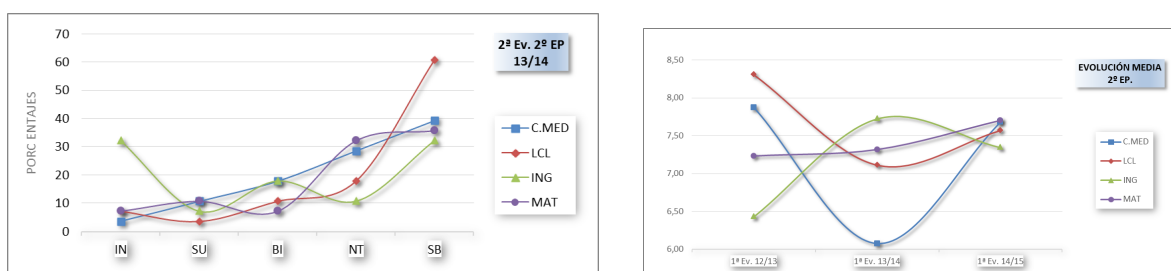 2ª Ev. 2º EP
13/14
PORC ENTAJES
70
60
50
40
30
20
10
0
IN SU BI NT SB
C.MED
LCL
ING
MAT
EVOLUCIÓN MEDIA
2º EP.
8,50
8,00
7,50
7,00
6,50
6,00
1ª Ev. 12/13 1ª Ev. 13/14 1ª Ev. 14/15
C.MED
LCL
ING
MAT